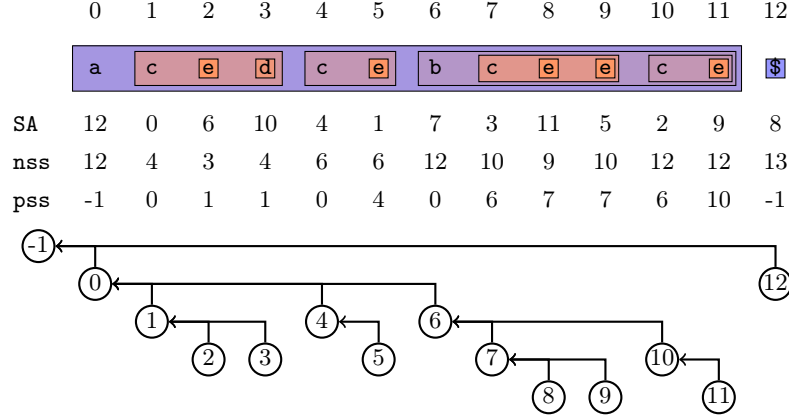 0 1 2 3 4 5 6 7 8 9 10 11 12
a c e d c e b c e e c e $
SA 12 0 6 10 4 1 7 3 11 5 2 9 8
nss 12 4 3 4 6 6 12 10 9 10 12 12 13
pss -1 0 1 1 0 4 0 6 7 7 6 10 -1
-1
0 12
1 4 6
2 3 5 7 10
8 9 11